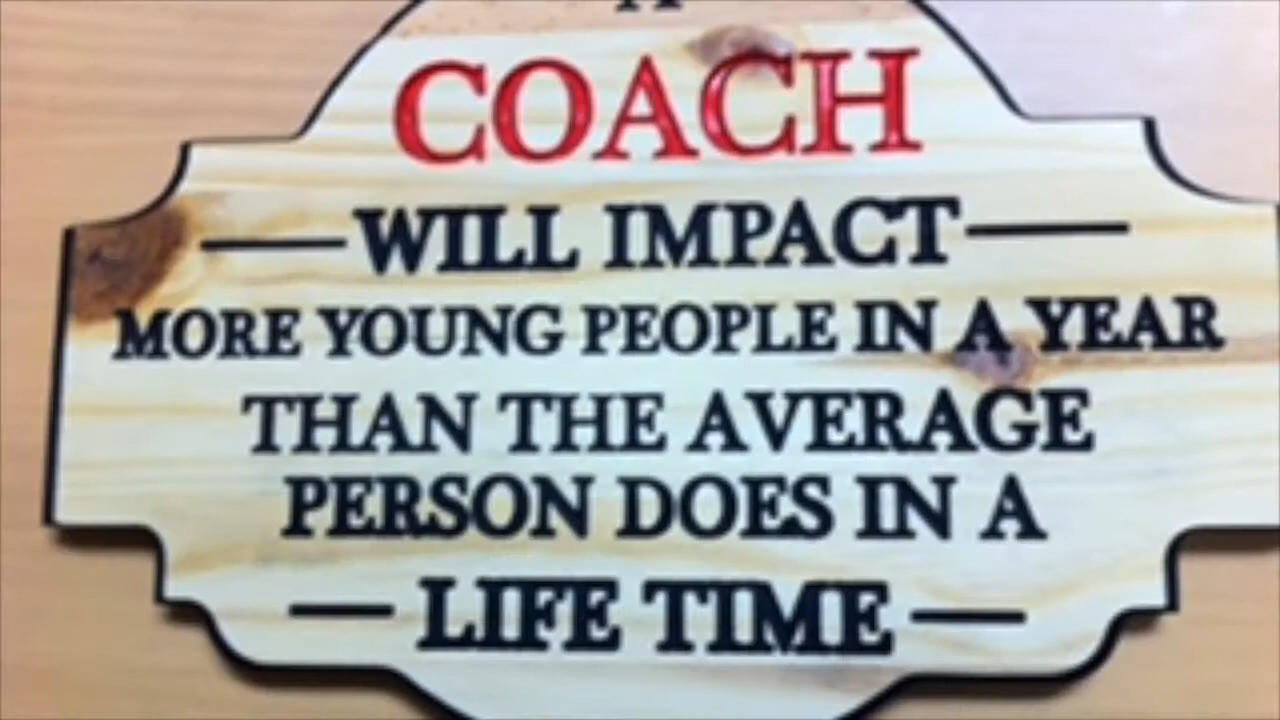 A
COACH
WILL IMPACT
MORE YOUNG PEOPLE IN A YEAR
THAN THE AVERAGE
PERSON DOES IN A
LIFE TIME